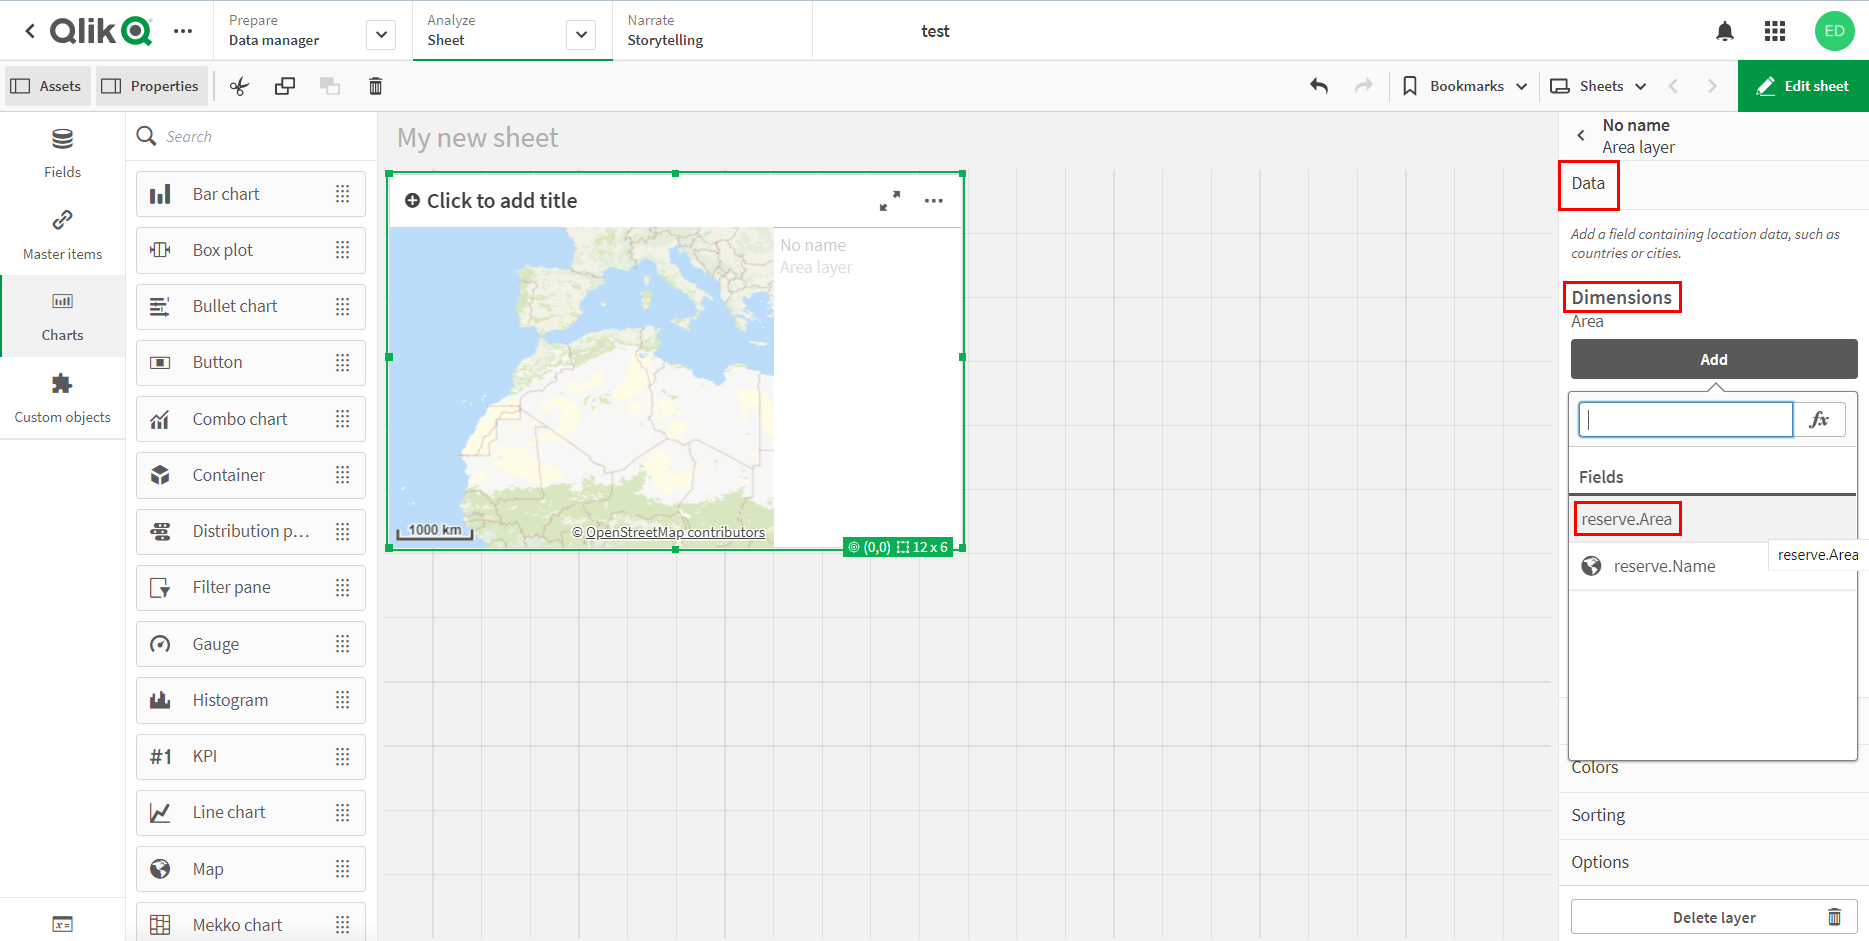 Qlik
Prepare
Data manager
Analyze
Sheet
Narrate
Storytelling
test
ED
Assets
Properties
Bookmarks
Sheets
Edit sheet
Fields
Master items
Charts
Custom objects
Search
Bar chart
Box plot
Bullet chart
Button
Combo chart
Container
Distribution p...
Filter pane
Gauge
Histogram
#1 KPI
Line chart
Map
Mekko chart
My new sheet
Click to add title
No name
Area layer
1000 km
© OpenStreetMap contributors
(0,0) 12 x 6
No name
Area layer
Data
Add a field containing location data, such as
countries or cities.
Dimensions
Area
Add
fx
Fields
reserve.Area
reserve.Area
reserve.Name
Colors
Sorting
Options
Delete layer
x=